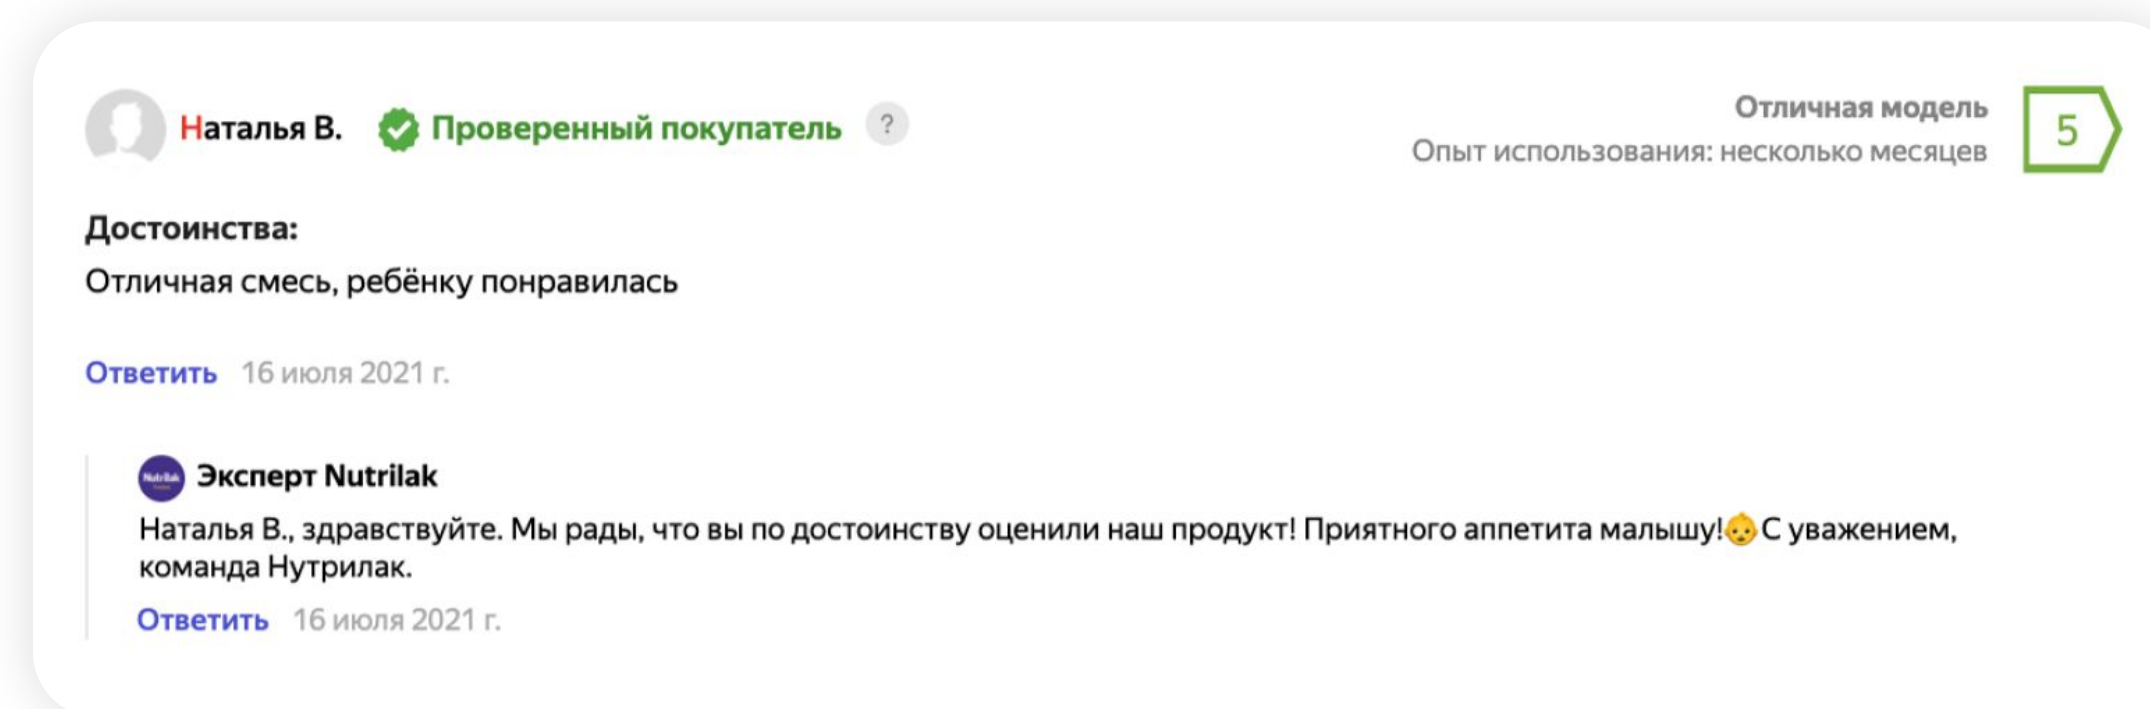 Наталья В. Проверенный покупатель ?
Отличная модель
Опыт использования: несколько месяцев
5
Достоинства:
Отличная смесь, ребёнку понравилась
Ответить 16 июля 2021 г.
Nutrilak
Эксперт Nutrilak
Наталья В., здравствуйте. Мы рады, что вы по достоинству оценили наш продукт! Приятного аппетита малышу!👶 С уважением,
команда Нутрилак.
Ответить 16 июля 2021 г.